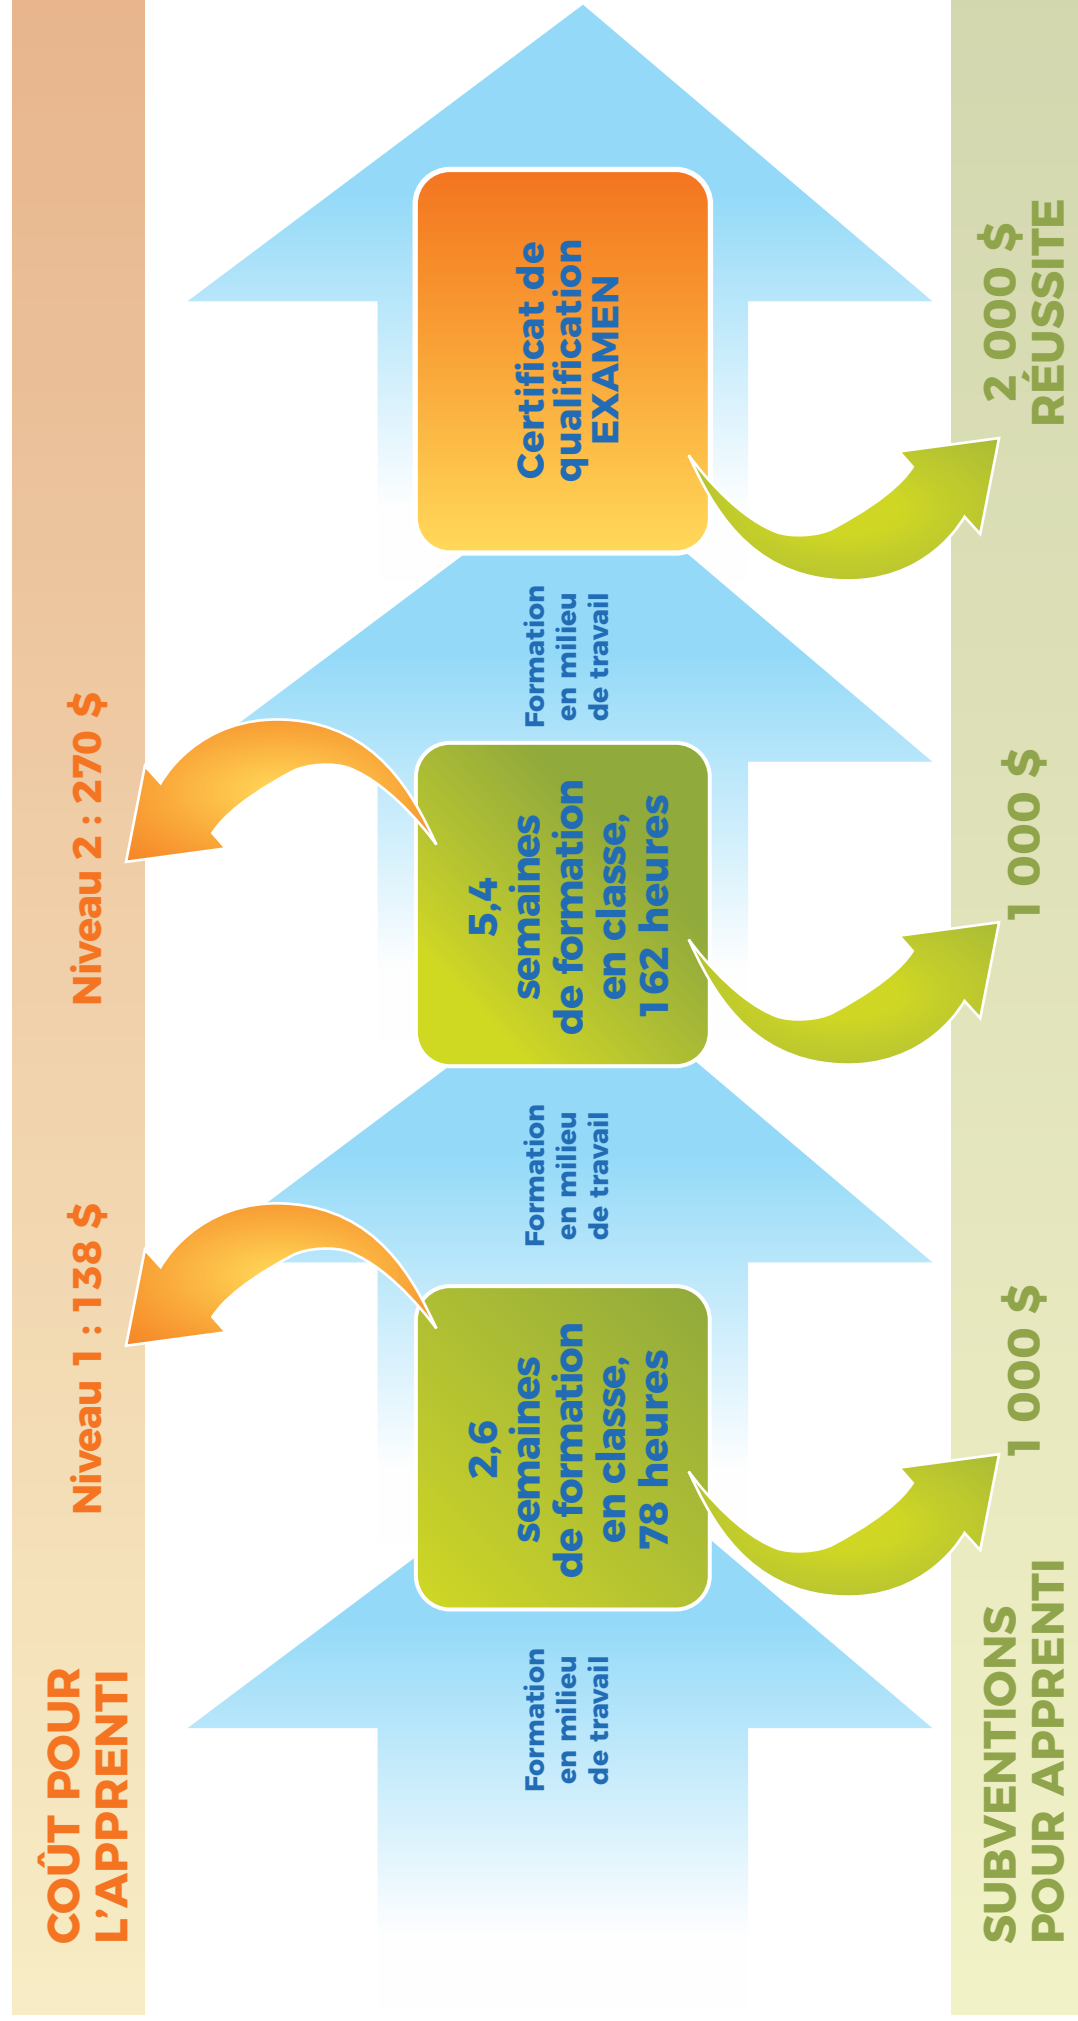 COÛT POUR
L’APPRENTI
Niveau 1 : 138 $
Niveau 2 : 270 $
Formation
en milieu
de travail
2,6
semaines
de formation
en classe,
78 heures
Formation
en milieu
de travail
5,4
semaines
de formation
en classe,
162 heures
Formation
en milieu
de travail
Certificat de
qualification
EXAMEN
SUBVENTIONS
POUR APPRENTI
1 000 $
1 000 $
2 000 $
RÉUSSITE